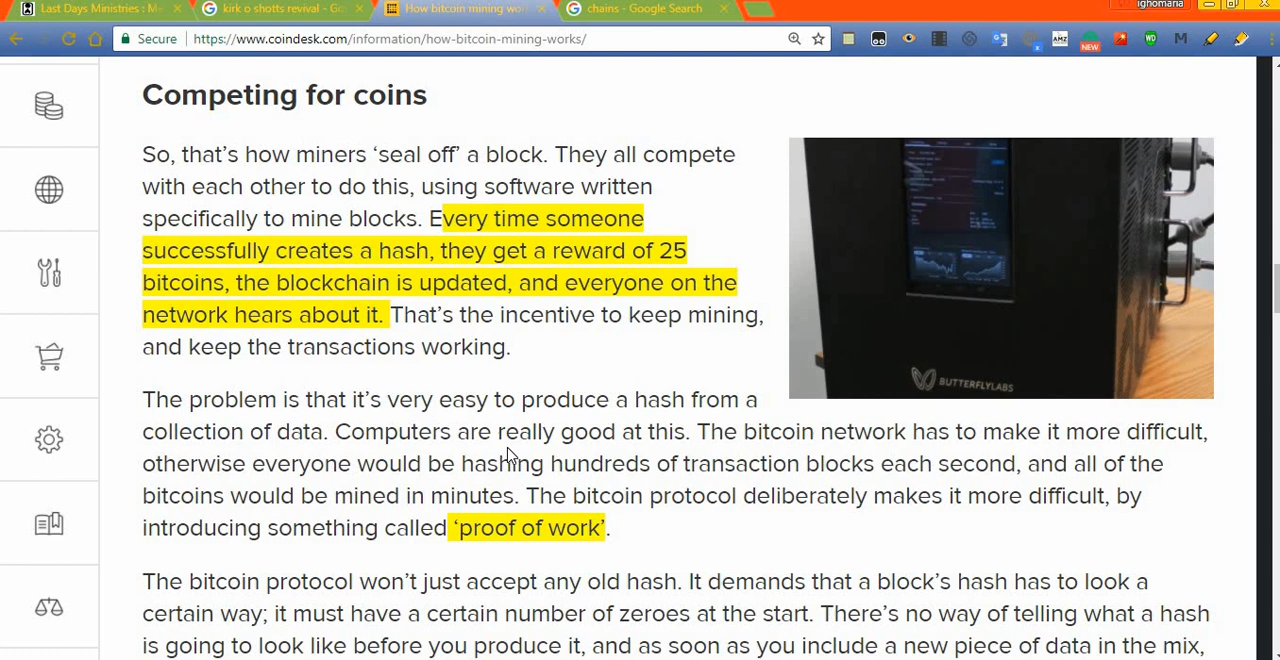 Last Days Ministries : M
kirk o shotts revival - Go
How bitcoin mining wo
chains - Google Search
ighomaria
Secure
https://www.coindesk.com/information/how-bitcoin-mining-works/
AMZ
NEW
WD
M
Competing for coins
So, that’s how miners ‘seal off’ a block. They all compete
with each other to do this, using software written
specifically to mine blocks. Every time someone
successfully creates a hash, they get a reward of 25
bitcoins, the blockchain is updated, and everyone on the
network hears about it. That’s the incentive to keep mining,
and keep the transactions working.
BUTTERFLYLABS
The problem is that it’s very easy to produce a hash from a
collection of data. Computers are really good at this. The bitcoin network has to make it more difficult,
otherwise everyone would be hashing hundreds of transaction blocks each second, and all of the
bitcoins would be mined in minutes. The bitcoin protocol deliberately makes it more difficult, by
introducing something called ‘proof of work’.
The bitcoin protocol won’t just accept any old hash. It demands that a block’s hash has to look a
certain way; it must have a certain number of zeroes at the start. There’s no way of telling what a hash
is going to look like before you produce it, and as soon as you include a new piece of data in the mix,